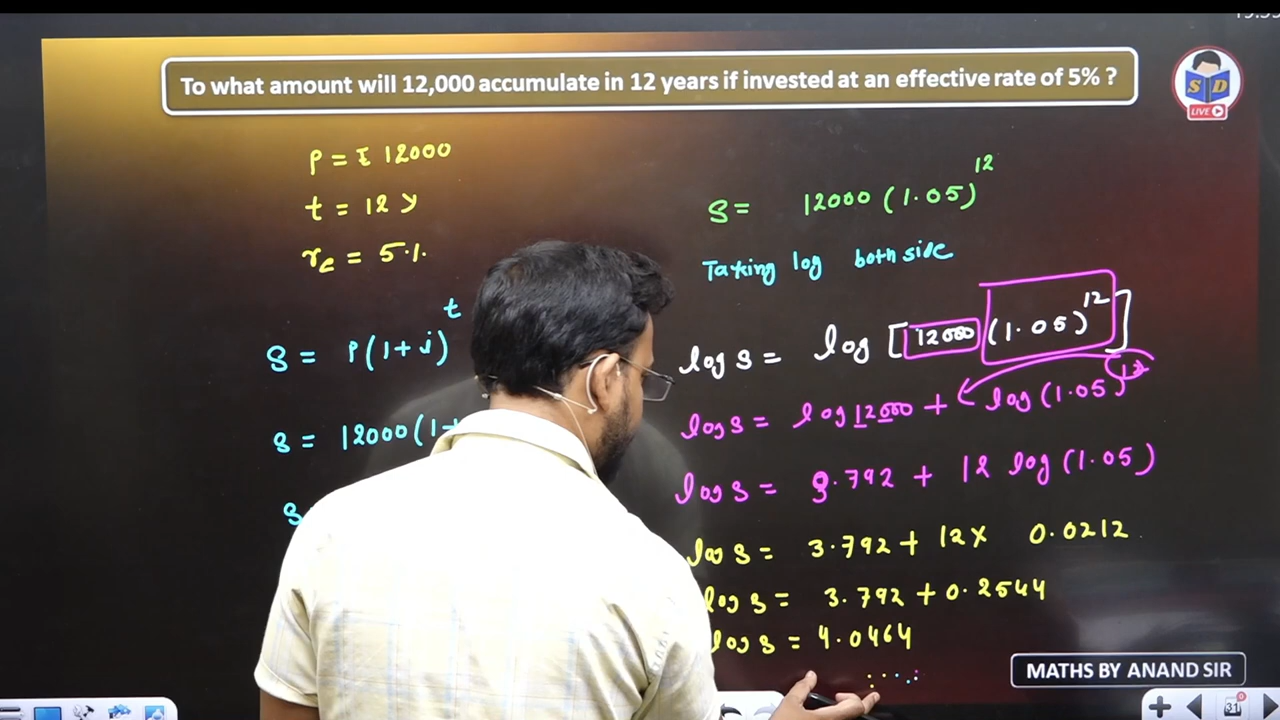 To what amount will 12,000 accumulate in 12 years if invested at an effective rate of 5% ?
SD
LIVE
P = ₹ 12000
t = 12 y
re = 5%
S = P(1+i)^t
S = 12000(1+
S
S = 12000 (1.05)^12
Taking log both side
log S = log [12000 (1.05)^12]
log S = log 12000 + log (1.05)^12
log S = 3.792 + 12 log (1.05)
log S = 3.792 + 12 × 0.0212
log S = 3.792 + 0.2544
log S = 4.0464
MATHS BY ANAND SIR
31